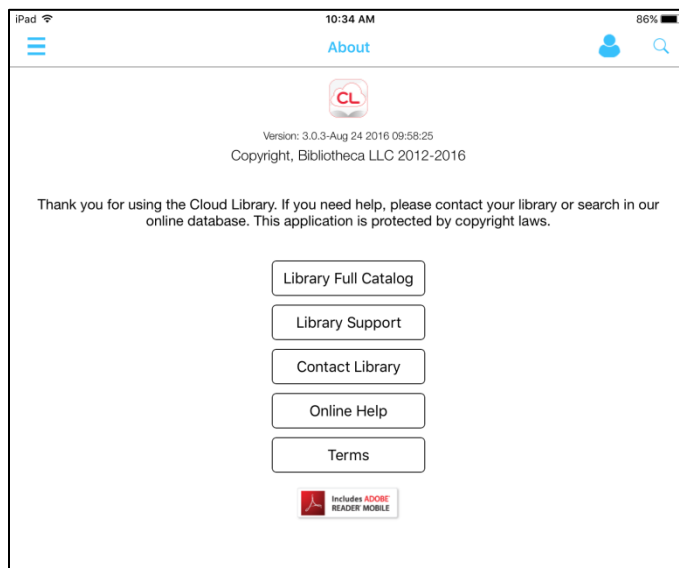 iPad 10:34 AM 86%
About
CL
Version: 3.0.3-Aug 24 2016 09:58:25
Copyright, Bibliotheca LLC 2012-2016
Thank you for using the Cloud Library. If you need help, please contact your library or search in our
online database. This application is protected by copyright laws.
Library Full Catalog
Library Support
Contact Library
Online Help
Terms
Includes ADOBE®
READER® MOBILE